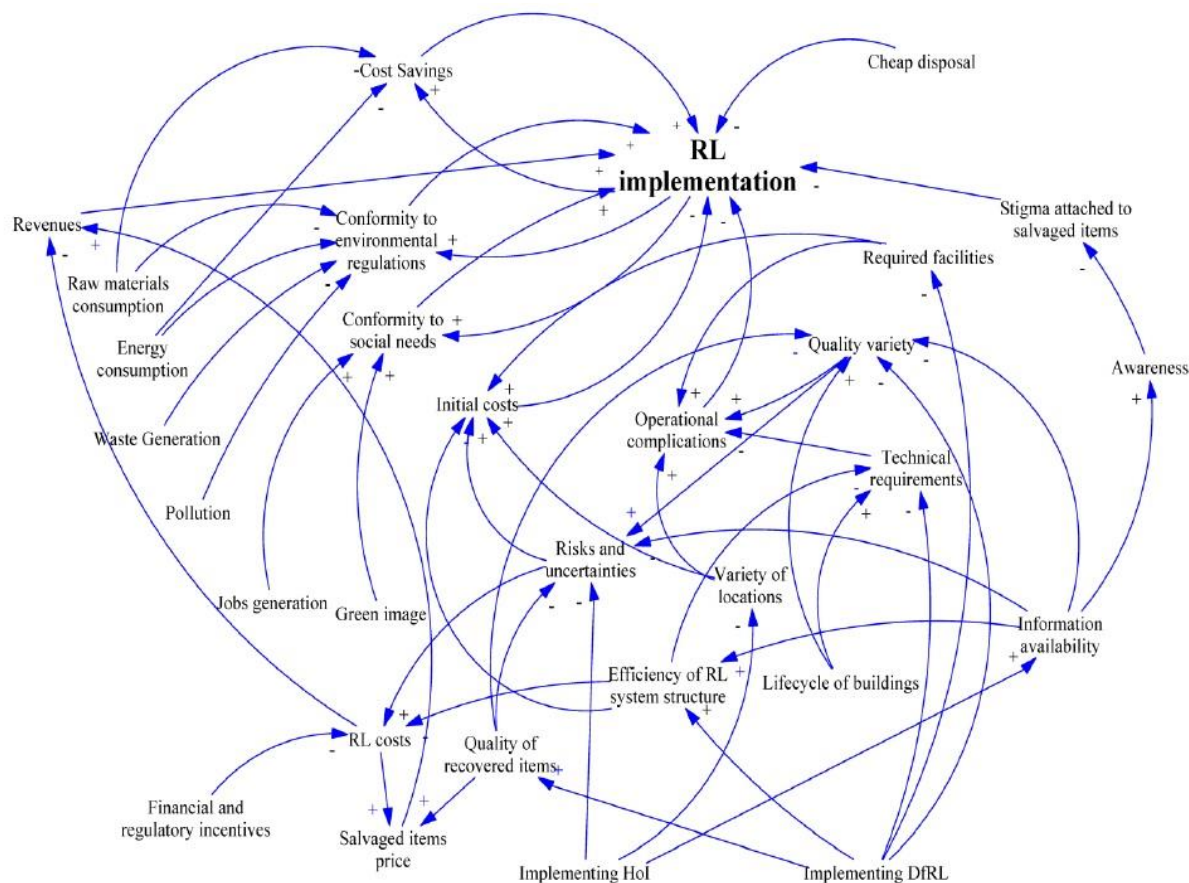 -Cost Savings
Cheap disposal
-
+
+
-
+
RL
implementation
+
+
-
-
-
Revenues
+
-
Conformity to
environmental
regulations
-
-
+
Stigma attached to
salvaged items
-
Required facilities
-
Raw materials
consumption
Energy
consumption
Conformity to
social needs
+
+
+
+
Quality variety
-
-
+
-
Awareness
+
Waste Generation
Initial costs
+
+
-
+
Operational
complications
+
+
-
+
Technical
requirements
-
+
-
Pollution
Jobs generation
Green image
Risks and
uncertainties
+
-
-
-
Variety of
locations
-
Information
availability
+
Efficiency of RL
system structure
+
+
Lifecycle of buildings
RL costs
+
-
-
Quality of
recovered items
+
Financial and
regulatory incentives
Salvaged items
price
+
+
Implementing HoI
Implementing DfRL